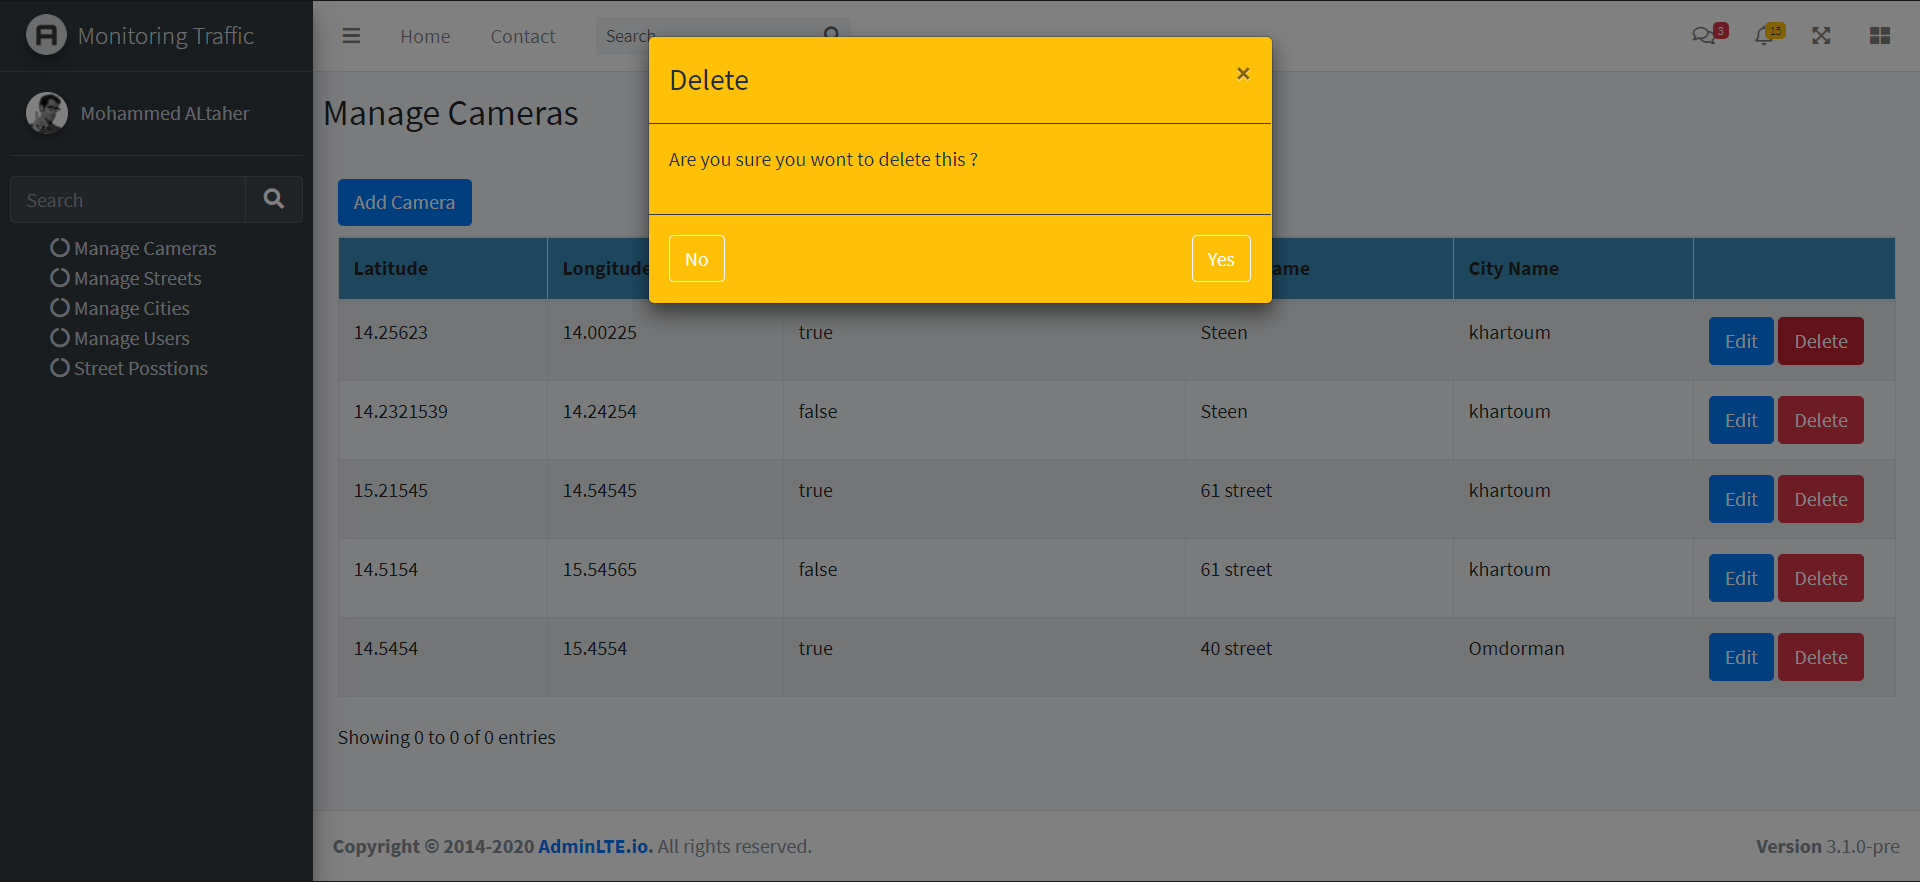 Monitoring Traffic
Home
Contact
Search
3
15
Mohammed ALtaher
Search
Manage Cameras
Manage Streets
Manage Cities
Manage Users
Street Posstions
Manage Cameras
Delete
×
Are you sure you wont to delete this ?
No
Yes
Add Camera
Latitude Longitude ame City Name
14.25623 14.00225 true Steen khartoum Edit Delete
14.2321539 14.24254 false Steen khartoum Edit Delete
15.21545 14.54545 true 61 street khartoum Edit Delete
14.5154 15.54565 false 61 street khartoum Edit Delete
14.5454 15.4554 true 40 street Omdorman Edit Delete
Showing 0 to 0 of 0 entries
Copyright © 2014-2020 AdminLTE.io. All rights reserved.
Version 3.1.0-pre